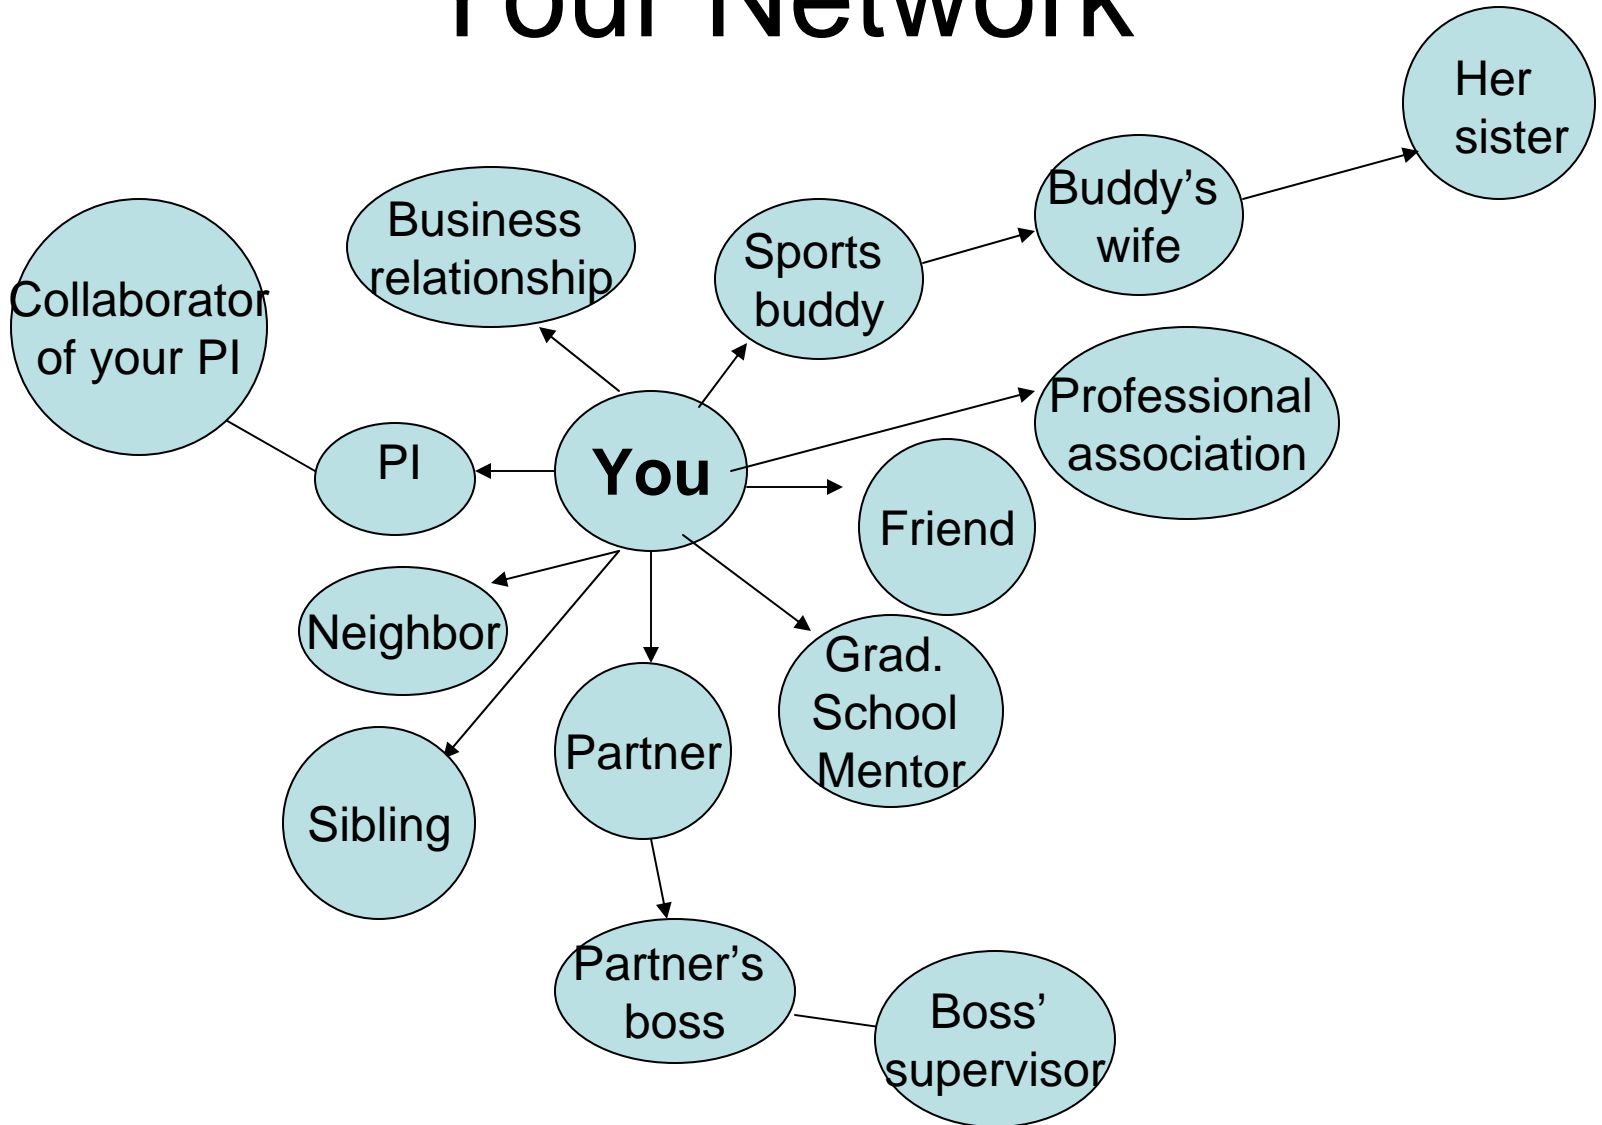 Your Network
Her
sister
Buddy’s
wife
Business
relationship
Sports
buddy
Collaborator
of your PI
Professional
association
PI
You
Friend
Neighbor
Grad.
School
Mentor
Partner
Sibling
Partner’s
boss
Boss’
supervisor